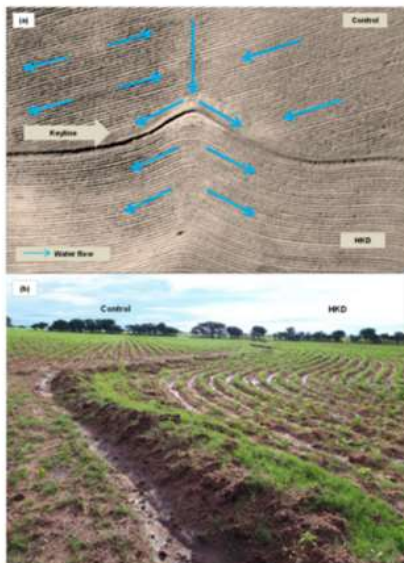 (a)
Control
Keyline
HKD
Water flow
(b)
Control
HKD